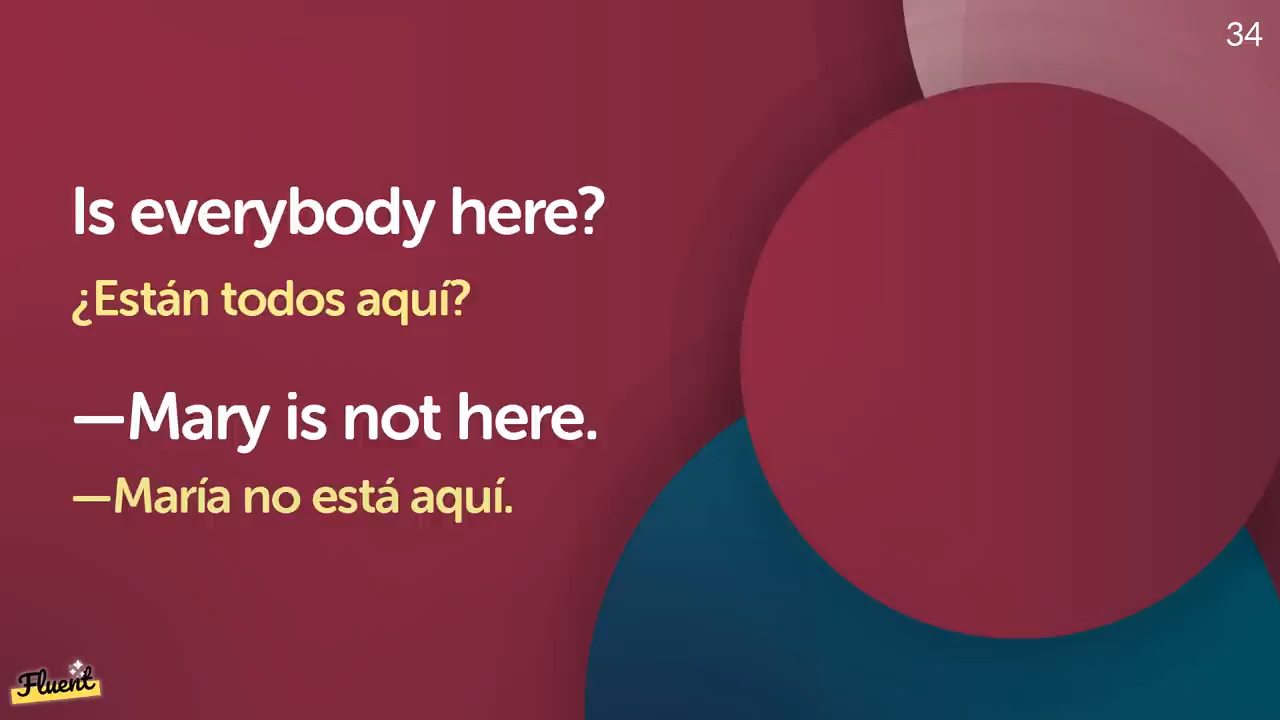 34
Is everybody here?
¿Están todos aquí?
—Mary is not here.
—María no está aquí.
Fluent